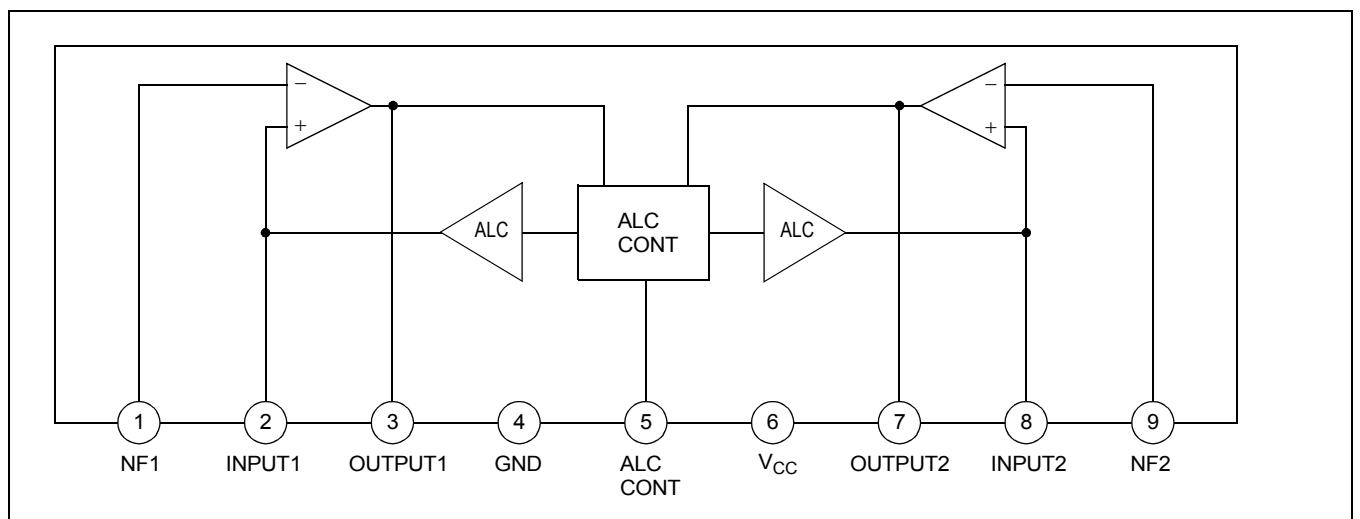 −
+
−
+
ALC
ALC
CONT
ALC
1
2
3
4
5
6
7
8
9
NF1
INPUT1
OUTPUT1
GND
ALC
CONT
VCC
OUTPUT2
INPUT2
NF2